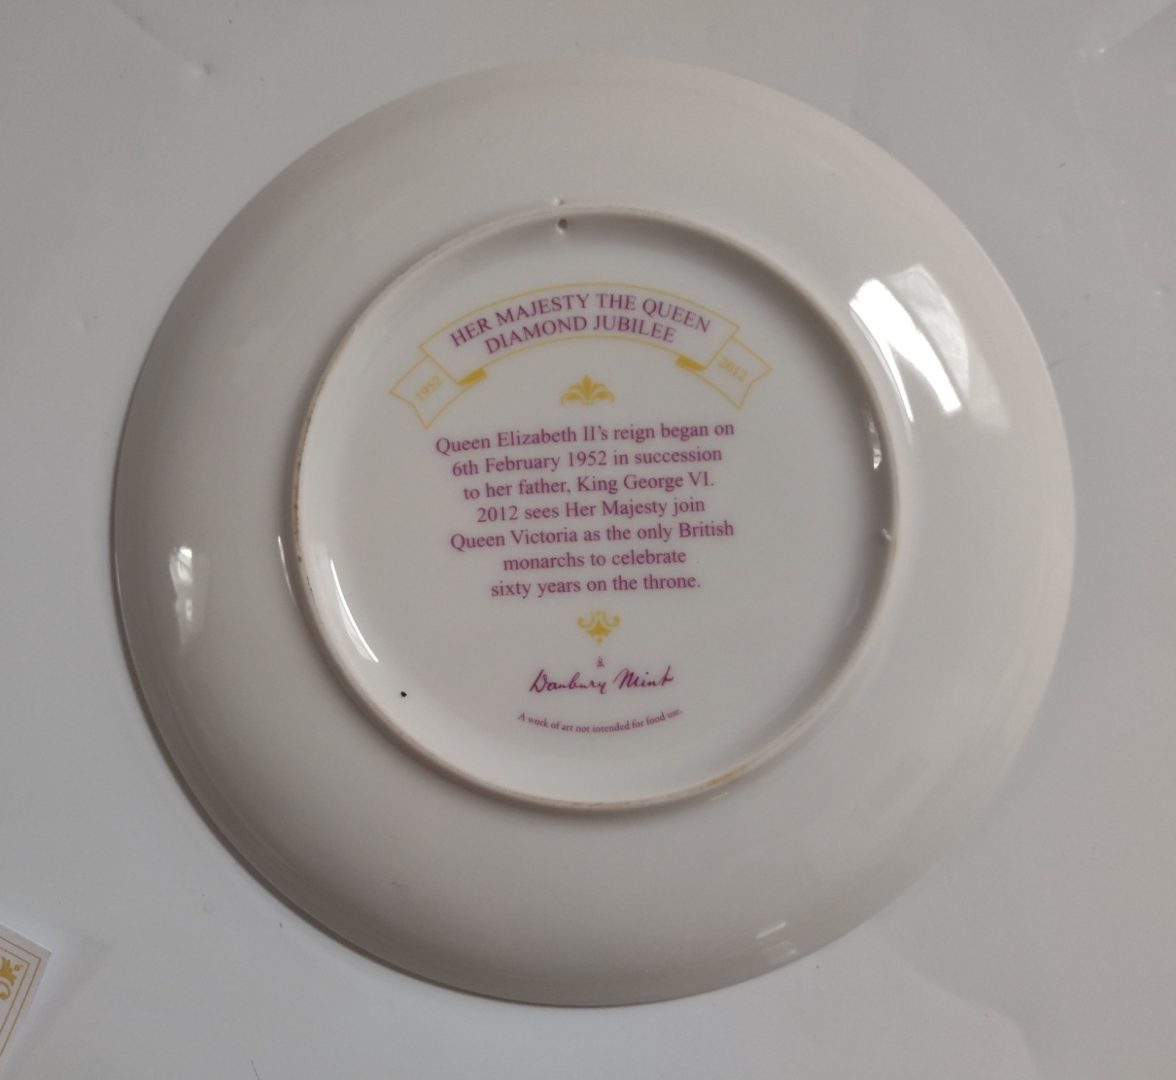 HER MAJESTY THE QUEEN
DIAMOND JUBILEE
1952
2012
Queen Elizabeth II's reign began on
6th February 1952 in succession
to her father, King George VI.
2012 sees Her Majesty join
Queen Victoria as the only British
monarchs to celebrate
sixty years on the throne.
Danbury Mint
A work of art not intended for food use.